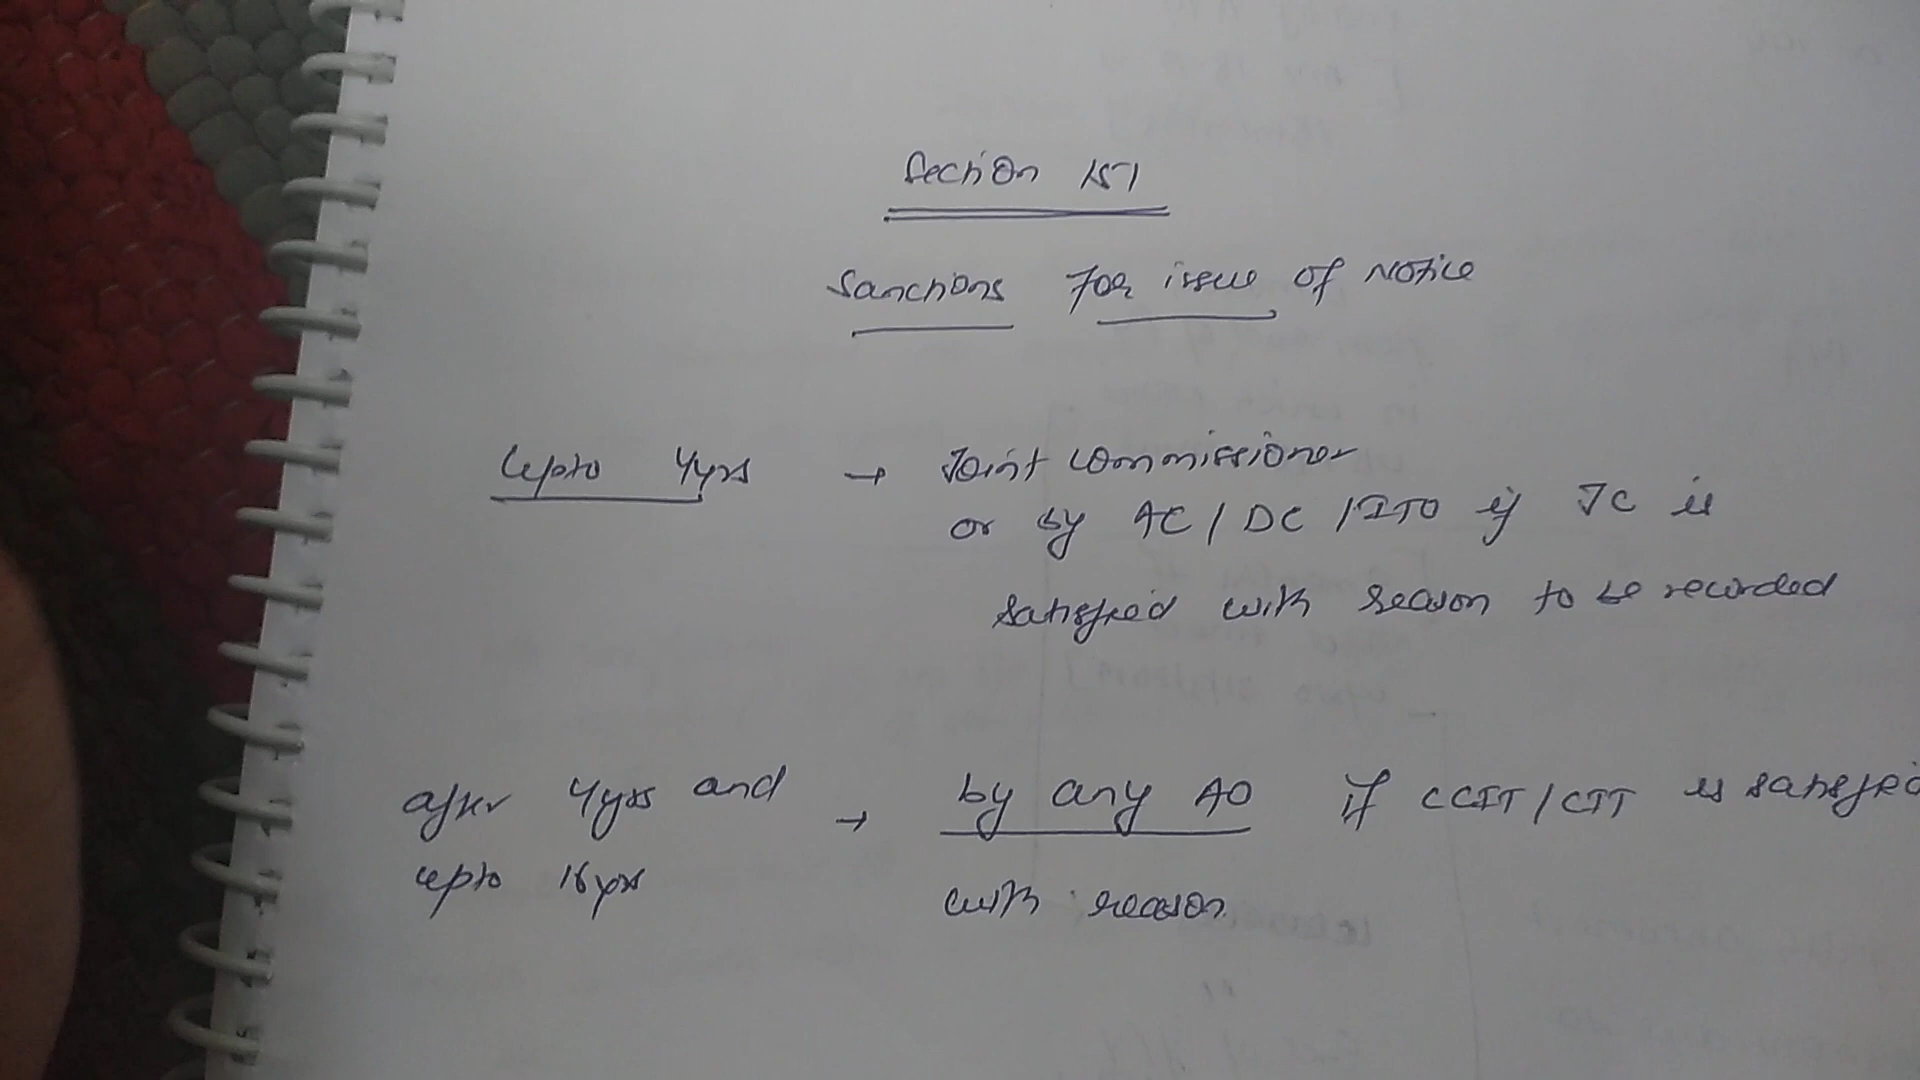 Section 151
Sanctions for issue of Notice
Upto 4yrs → Joint Commissioner
or by AC / DC / ITO if JC is
satisfied with reason to be recorded
after 4yrs and → by any AO if CCIT / CIT is satisfied
upto 16yrs with reason